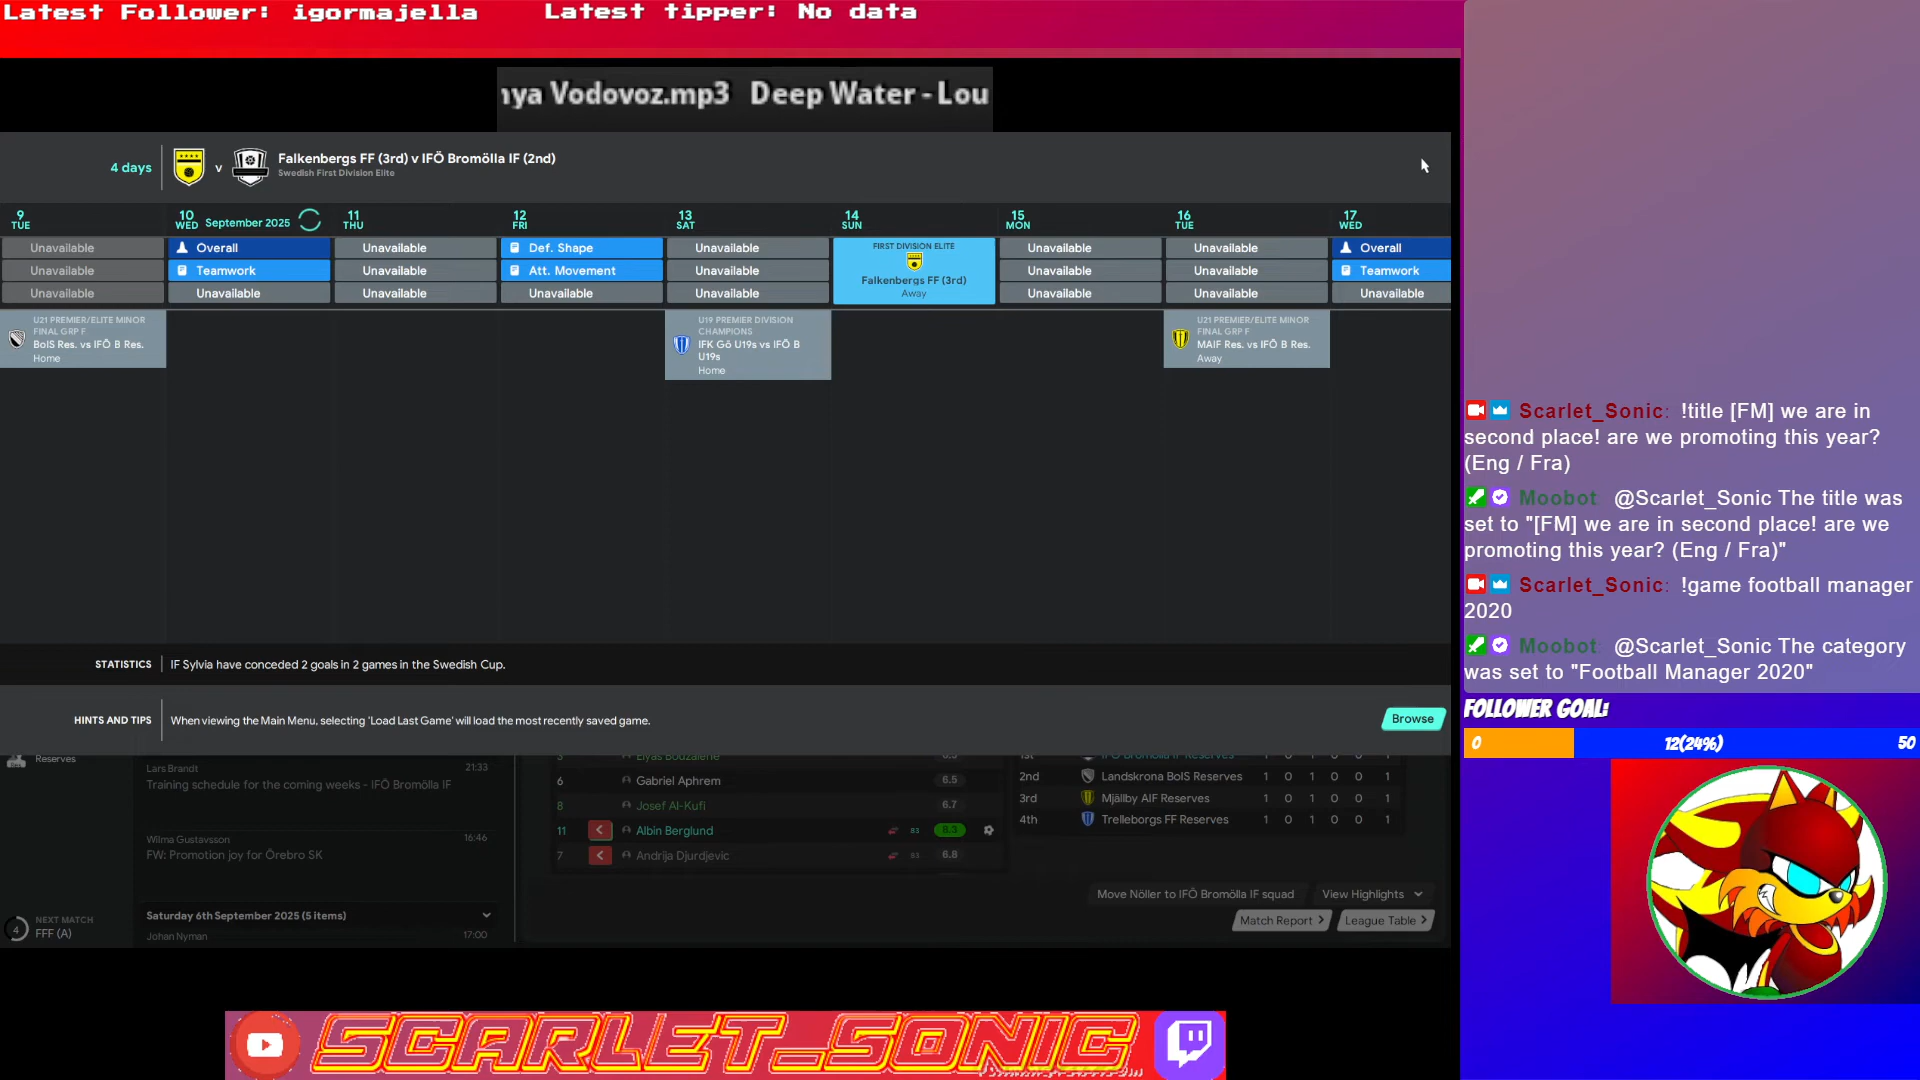 Latest Follower: igormajella Latest tipper: No data
nya Vodovoz.mp3 Deep Water - Lou
4 days v Falkenbergs FF (3rd) v IFÖ Bromölla IF (2nd)
Swedish First Division Elite
9 TUE
10 WED September 2025
11 THU
12 FRI
13 SAT
14 SUN
15 MON
16 TUE
17 WED
Unavailable Overall Unavailable Def. Shape Unavailable FIRST DIVISION ELITE Unavailable Unavailable Overall
Unavailable Teamwork Unavailable Att. Movement Unavailable Falkenbergs FF (3rd) Unavailable Unavailable Teamwork
Unavailable Unavailable Unavailable Unavailable Unavailable Away Unavailable Unavailable Unavailable
U21 PREMIER/ELITE MINOR
FINAL GRP F
BoIS Res. vs IFÖ B Res.
Home
U19 PREMIER DIVISION
CHAMPIONS
IFK Gö U19s vs IFÖ B
U19s
Home
U21 PREMIER/ELITE MINOR
FINAL GRP F
MAIF Res. vs IFÖ B Res.
Away
STATISTICS IF Sylvia have conceded 2 goals in 2 games in the Swedish Cup.
HINTS AND TIPS When viewing the Main Menu, selecting 'Load Last Game' will load the most recently saved game.
Browse
Reserves
Lars Brandt 21:33
Training schedule for the coming weeks - IFÖ Bromölla IF
Wilma Gustavsson 16:46
FW: Promotion joy for Örebro SK
Saturday 6th September 2025 (5 items)
Johan Nyman 17:00
4 NEXT MATCH
FFF (A)
Elyas Bouzaiene
6 Gabriel Aphrem 6.5
8 Josef Al-Kufi 6.7
11 Albin Berglund 83 8.3
7 Andrija Djurdjevic 83 6.8
1st IFÖ Bromölla IF Reserves
2nd Landskrona BoIS Reserves 1 0 1 0 0 1
3rd Mjällby AIF Reserves 1 0 1 0 0 1
4th Trelleborgs FF Reserves 1 0 1 0 0 1
Move Nöller to IFÖ Bromölla IF squad View Highlights
Match Report League Table
SCARLET_SONIC
Scarlet_Sonic: !title [FM] we are in
second place! are we promoting this year?
(Eng / Fra)
Moobot: @Scarlet_Sonic The title was
set to "[FM] we are in second place! are we
promoting this year? (Eng / Fra)"
Scarlet_Sonic: !game football manager
2020
Moobot: @Scarlet_Sonic The category
was set to "Football Manager 2020"
FOLLOWER GOAL:
0 12(24%) 50